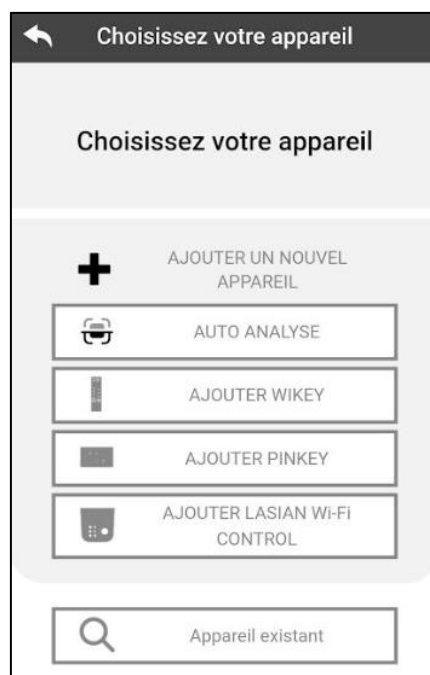 Choisissez votre appareil
Choisissez votre appareil
AJOUTER UN NOUVEL
APPAREIL
AUTO ANALYSE
AJOUTER WIKEY
AJOUTER PINKEY
AJOUTER LASIAN Wi-Fi
CONTROL
Appareil existant